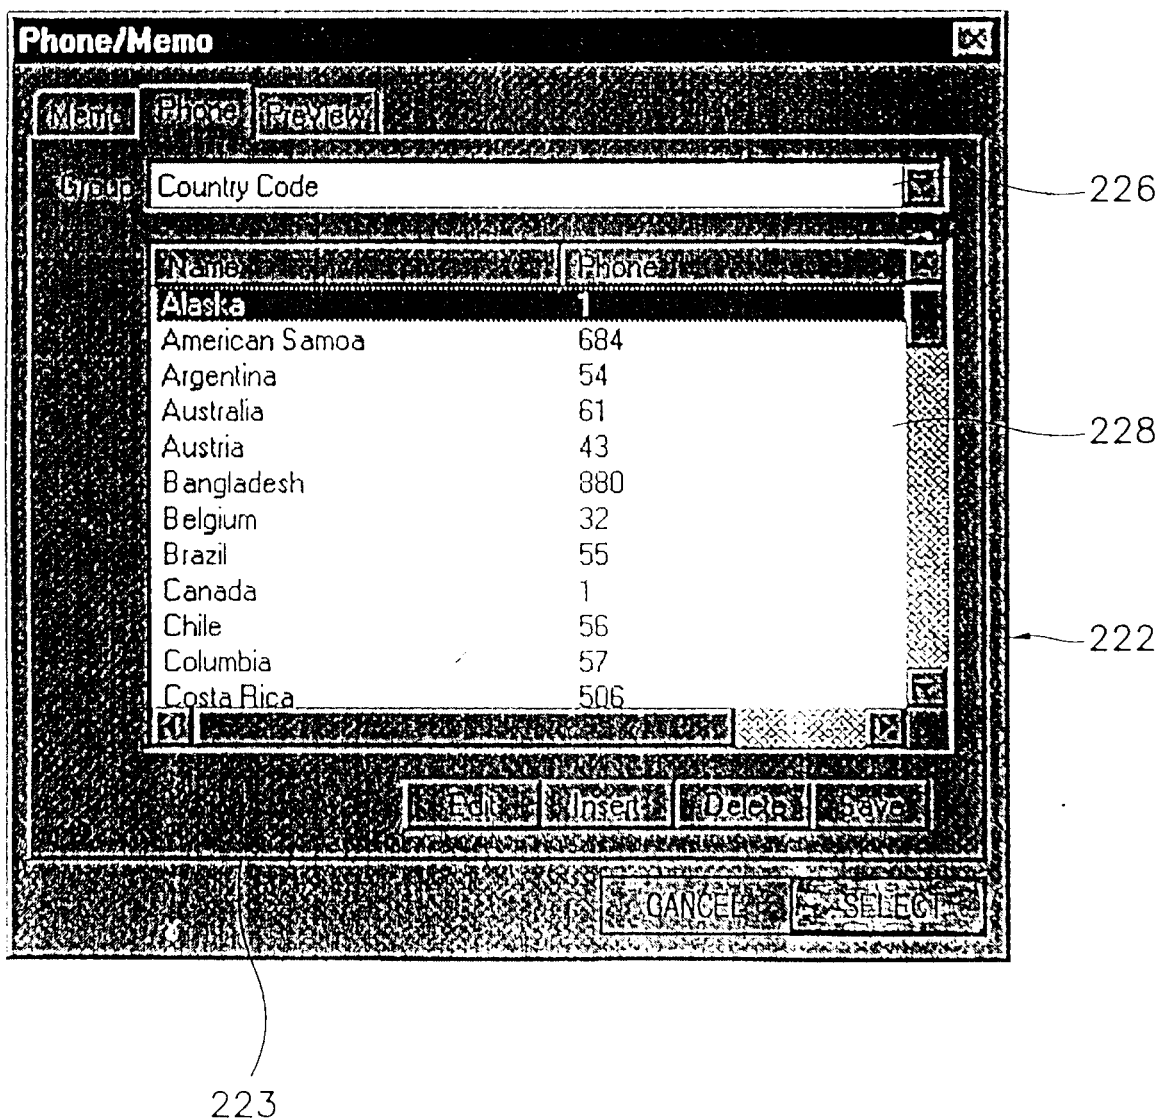 Phone/Memo
Memo Phone PreView
Group Country Code
226
Name Phone
Alaska 1
American Samoa 684
Argentina 54
Australia 61
228
Austria 43
Bangladesh 880
Belgium 32
Brazil 55
Canada 1
Chile 56
222
Columbia 57
Costa Rica 506
Edit Insert Delete Save
CANCEL SELECT
223